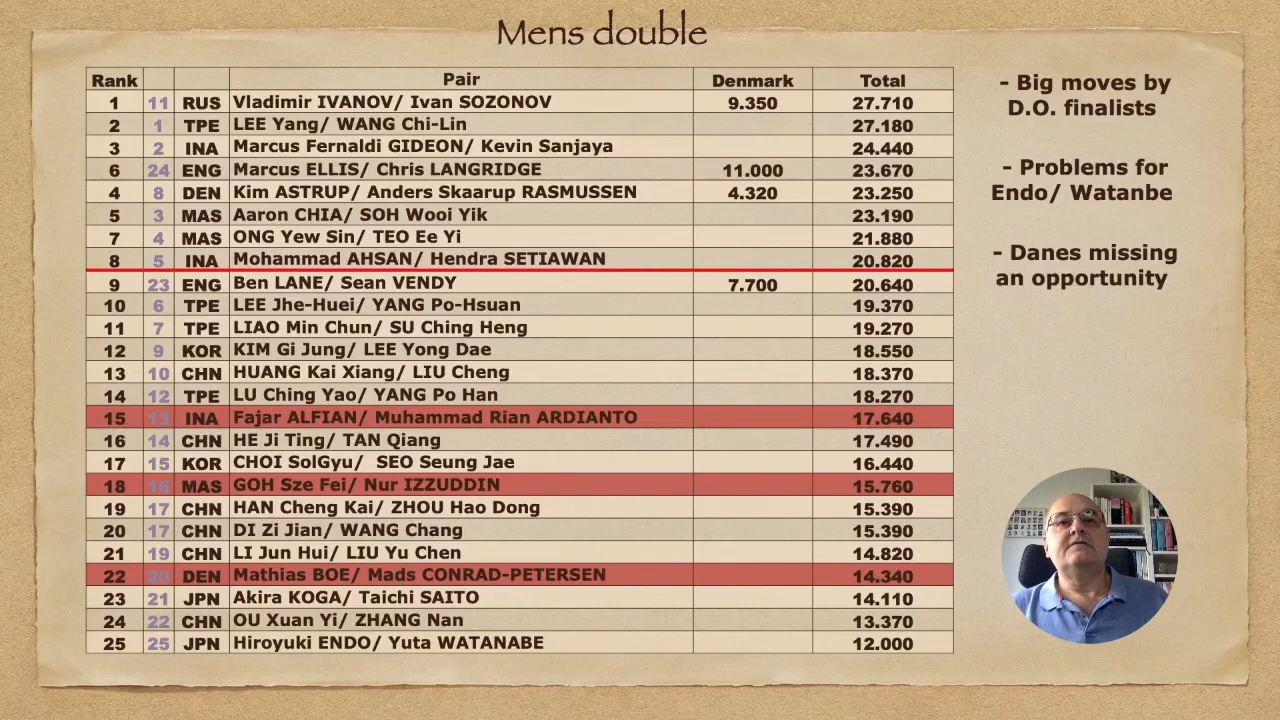 Mens double
Rank Pair Denmark Total
1 11 RUS Vladimir IVANOV/ Ivan SOZONOV 9.350 27.710
2 1 TPE LEE Yang/ WANG Chi-Lin 27.180
3 2 INA Marcus Fernaldi GIDEON/ Kevin Sanjaya 24.440
6 24 ENG Marcus ELLIS/ Chris LANGRIDGE 11.000 23.670
4 8 DEN Kim ASTRUP/ Anders Skaarup RASMUSSEN 4.320 23.250
5 3 MAS Aaron CHIA/ SOH Wooi Yik 23.190
7 4 MAS ONG Yew Sin/ TEO Ee Yi 21.880
8 5 INA Mohammad AHSAN/ Hendra SETIAWAN 20.820
9 23 ENG Ben LANE/ Sean VENDY 7.700 20.640
10 6 TPE LEE Jhe-Huei/ YANG Po-Hsuan 19.370
11 7 TPE LIAO Min Chun/ SU Ching Heng 19.270
12 9 KOR KIM Gi Jung/ LEE Yong Dae 18.550
13 10 CHN HUANG Kai Xiang/ LIU Cheng 18.370
14 12 TPE LU Ching Yao/ YANG Po Han 18.270
15 13 INA Fajar ALFIAN/ Muhammad Rian ARDIANTO 17.640
16 14 CHN HE Ji Ting/ TAN Qiang 17.490
17 15 KOR CHOI SolGyu/ SEO Seung Jae 16.440
18 16 MAS GOH Sze Fei/ Nur IZZUDDIN 15.760
19 17 CHN HAN Cheng Kai/ ZHOU Hao Dong 15.390
20 17 CHN DI Zi Jian/ WANG Chang 15.390
21 19 CHN LI Jun Hui/ LIU Yu Chen 14.820
22 20 DEN Mathias BOE/ Mads CONRAD-PETERSEN 14.340
23 21 JPN Akira KOGA/ Taichi SAITO 14.110
24 22 CHN OU Xuan Yi/ ZHANG Nan 13.370
25 25 JPN Hiroyuki ENDO/ Yuta WATANABE 12.000
- Big moves by
D.O. finalists
- Problems for
Endo/ Watanbe
- Danes missing
an opportunity